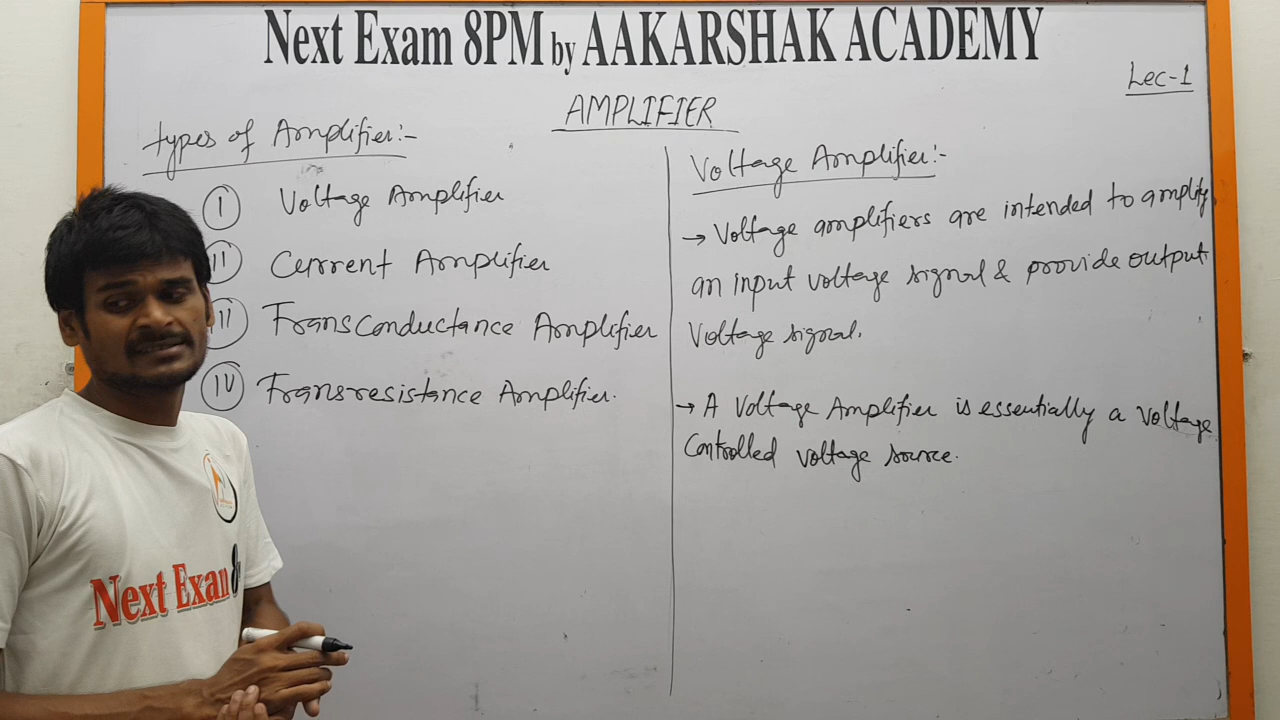 Next Exam 8PM by AAKARSHAK ACADEMY
Lec-1
AMPLIFIER
Types of Amplifier:-
I Voltage Amplifier
II Current Amplifier
III Transconductance Amplifier
IV Transresistance Amplifier.
Voltage Amplifier:-
→ Voltage amplifiers are intended to amplify
an input voltage signal & provide output
Voltage signal.
→ A Voltage Amplifier is essentially a Voltage
Controlled voltage source.
Next Exam 8